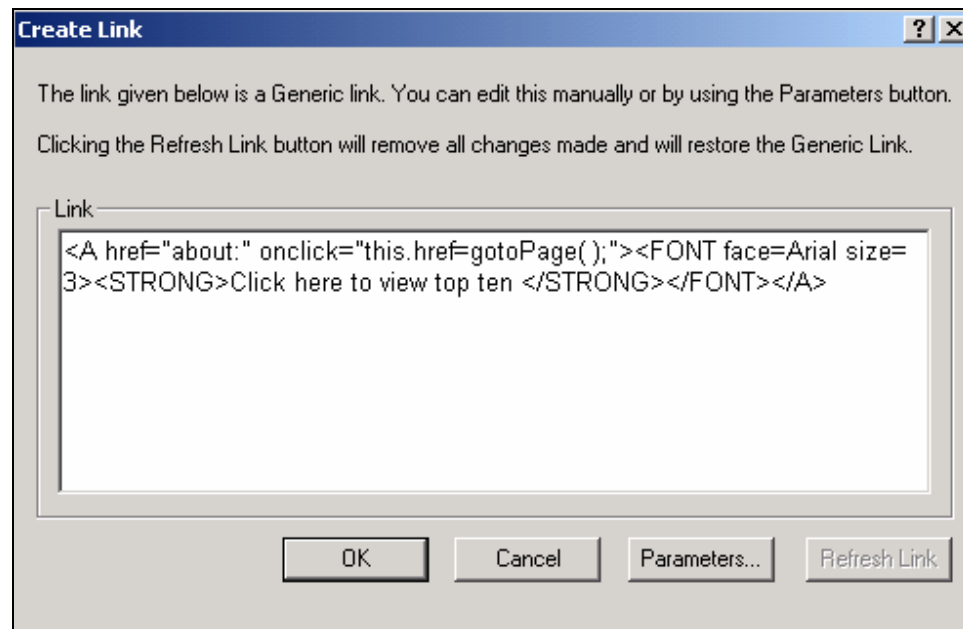 Create Link
The link given below is a Generic link. You can edit this manually or by using the Parameters button.
Clicking the Refresh Link button will remove all changes made and will restore the Generic Link.
Link
<A href="about:" onclick="this.href=gotoPage( );"><FONT face=Arial size=
3><STRONG>Click here to view top ten </STRONG></FONT></A>
OK Cancel Parameters... Refresh Link